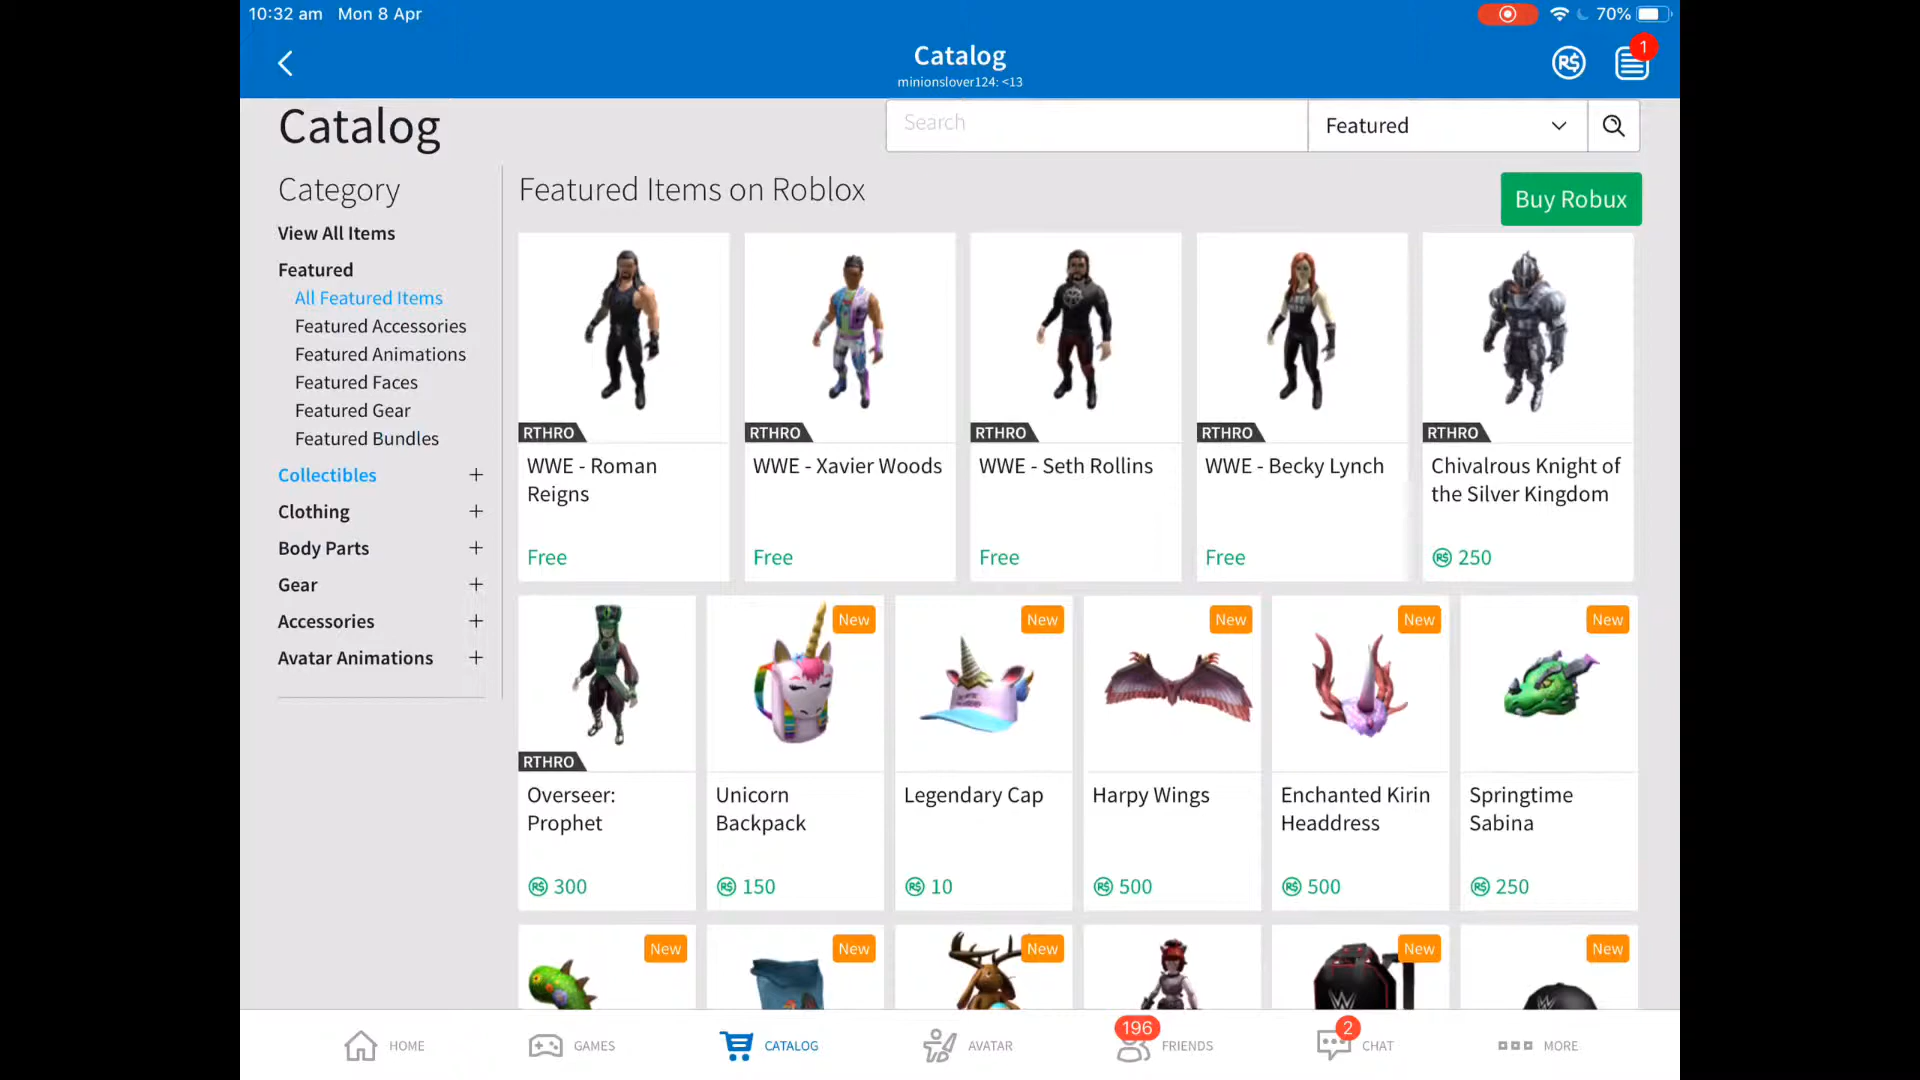 10:32 am Mon 8 Apr
70%
Catalog
minionslover124: <13
R$
1
Catalog
Search
Featured
Category
Featured Items on Roblox
Buy Robux
View All Items
Featured
All Featured Items
Featured Accessories
Featured Animations
Featured Faces
Featured Gear
Featured Bundles
Collectibles +
Clothing +
Body Parts +
Gear +
Accessories +
Avatar Animations +
RTHRO
RTHRO
RTHRO
RTHRO
RTHRO
WWE - Roman
Reigns
WWE - Xavier Woods
WWE - Seth Rollins
WWE - Becky Lynch
Chivalrous Knight of
the Silver Kingdom
Free
Free
Free
Free
R$ 250
New
New
New
New
New
RTHRO
Overseer:
Prophet
Unicorn
Backpack
Legendary Cap
Harpy Wings
Enchanted Kirin
Headdress
Springtime
Sabina
R$ 300
R$ 150
R$ 10
R$ 500
R$ 500
R$ 250
New
New
New
New
New
W
W
HOME
GAMES
CATALOG
AVATAR
196
FRIENDS
2
CHAT
MORE